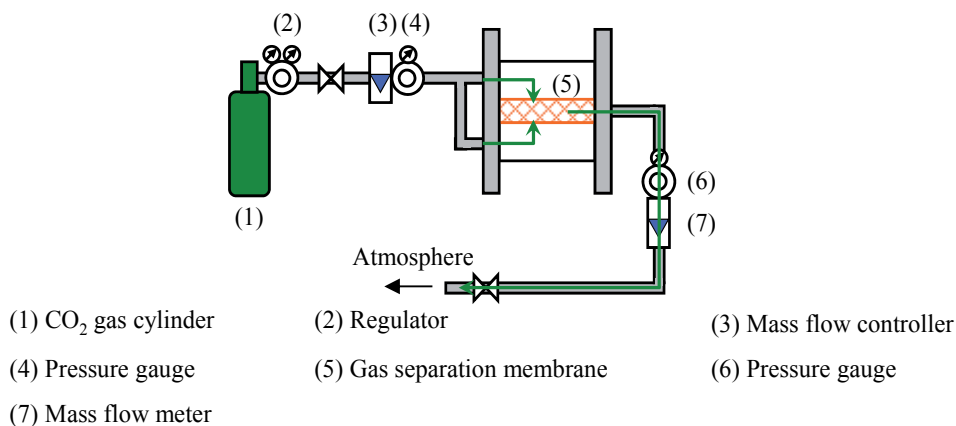 (2)
(3) (4)
(5)
(1)
(6)
(7)
Atmosphere
(1) CO₂ gas cylinder
(2) Regulator
(3) Mass flow controller
(4) Pressure gauge
(5) Gas separation membrane
(6) Pressure gauge
(7) Mass flow meter